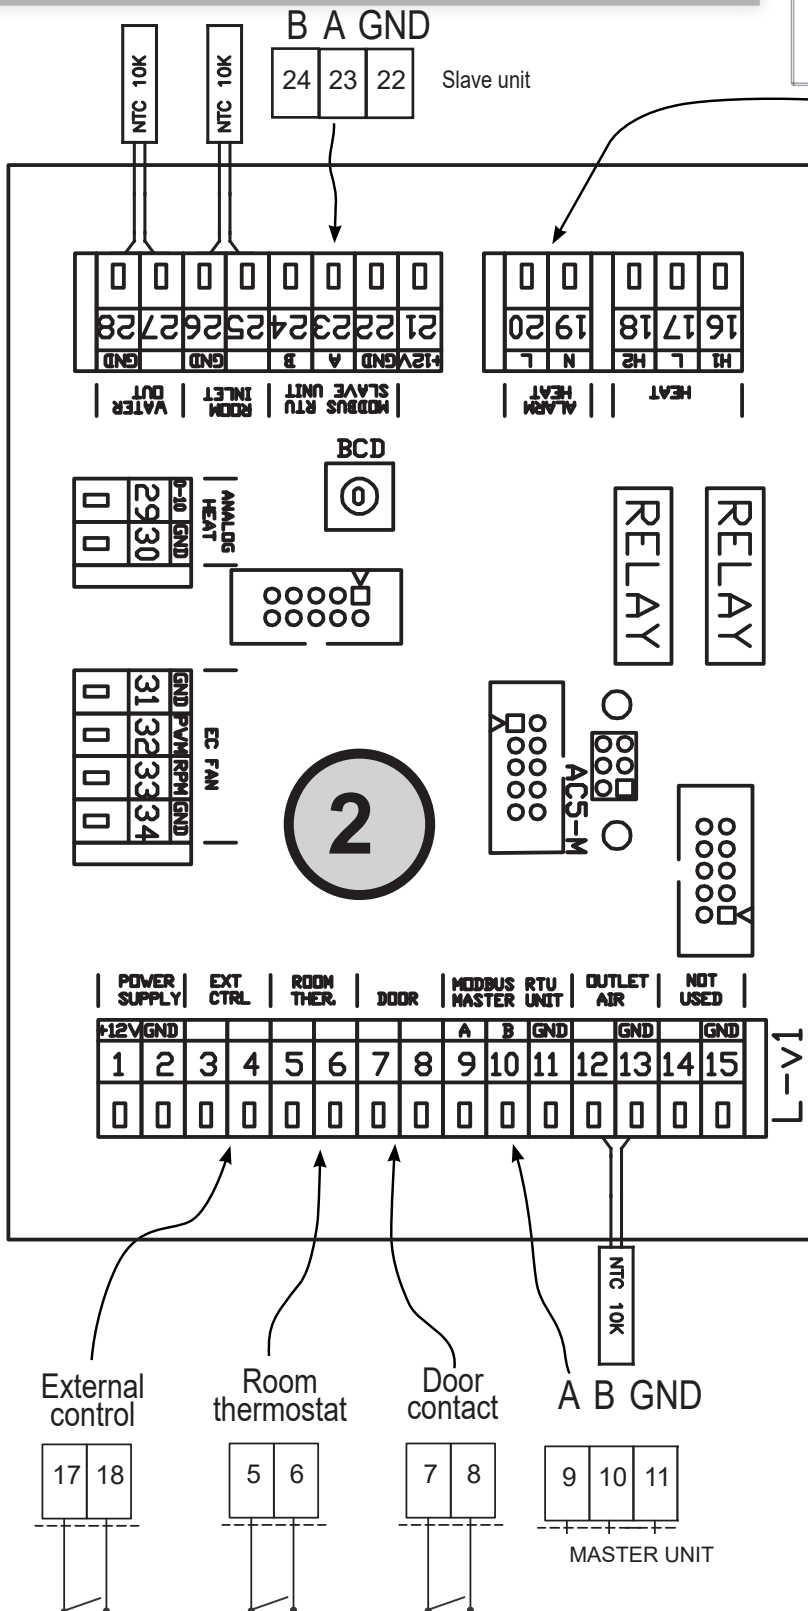 B A GND
24 23 22 Slave unit
NTC 10K NTC 10K
28 27 26 25 24 23 22 21
GND GND B A GND +12V
WATER OUT
ROOM INLET
MODBUS RTU SLAVE UNIT
20 19 18 17 16
L N H2 L H1
ALARM HEAT
HEAT
BCD
0
29 0-10
30 GND
ANALOG HEAT
RELAY RELAY
31 GND
32 PWM
33 RPM
34 GND
EC FAN
2
AC5-M
POWER SUPPLY
EXT CTRL
ROOM THER.
DOOR
MODBUS RTU MASTER UNIT
OUTLET AIR
NOT USED
+12V GND A B GND GND GND
1 2 3 4 5 6 7 8 9 10 11 12 13 14 15
L-v1
NTC 10K
External control
Room thermostat
Door contact
A B GND
17 18 5 6 7 8 9 10 11
MASTER UNIT